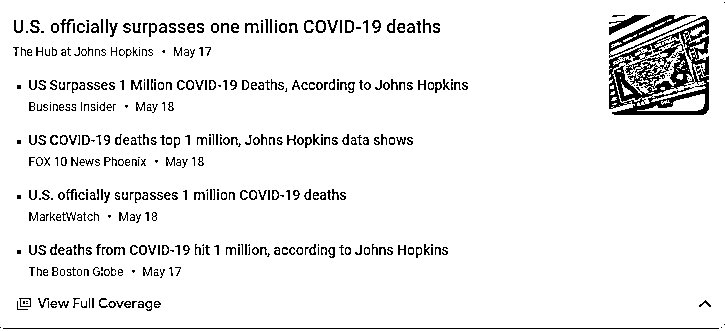 U.S. officially surpasses one million COVID-19 deaths
The Hub at Johns Hopkins • May 17
▪ US Surpasses 1 Million COVID-19 Deaths, According to Johns Hopkins
Business Insider • May 18
▪ US COVID-19 deaths top 1 million, Johns Hopkins data shows
FOX 10 News Phoenix • May 18
▪ U.S. officially surpasses 1 million COVID-19 deaths
MarketWatch • May 18
▪ US deaths from COVID-19 hit 1 million, according to Johns Hopkins
The Boston Globe • May 17
View Full Coverage